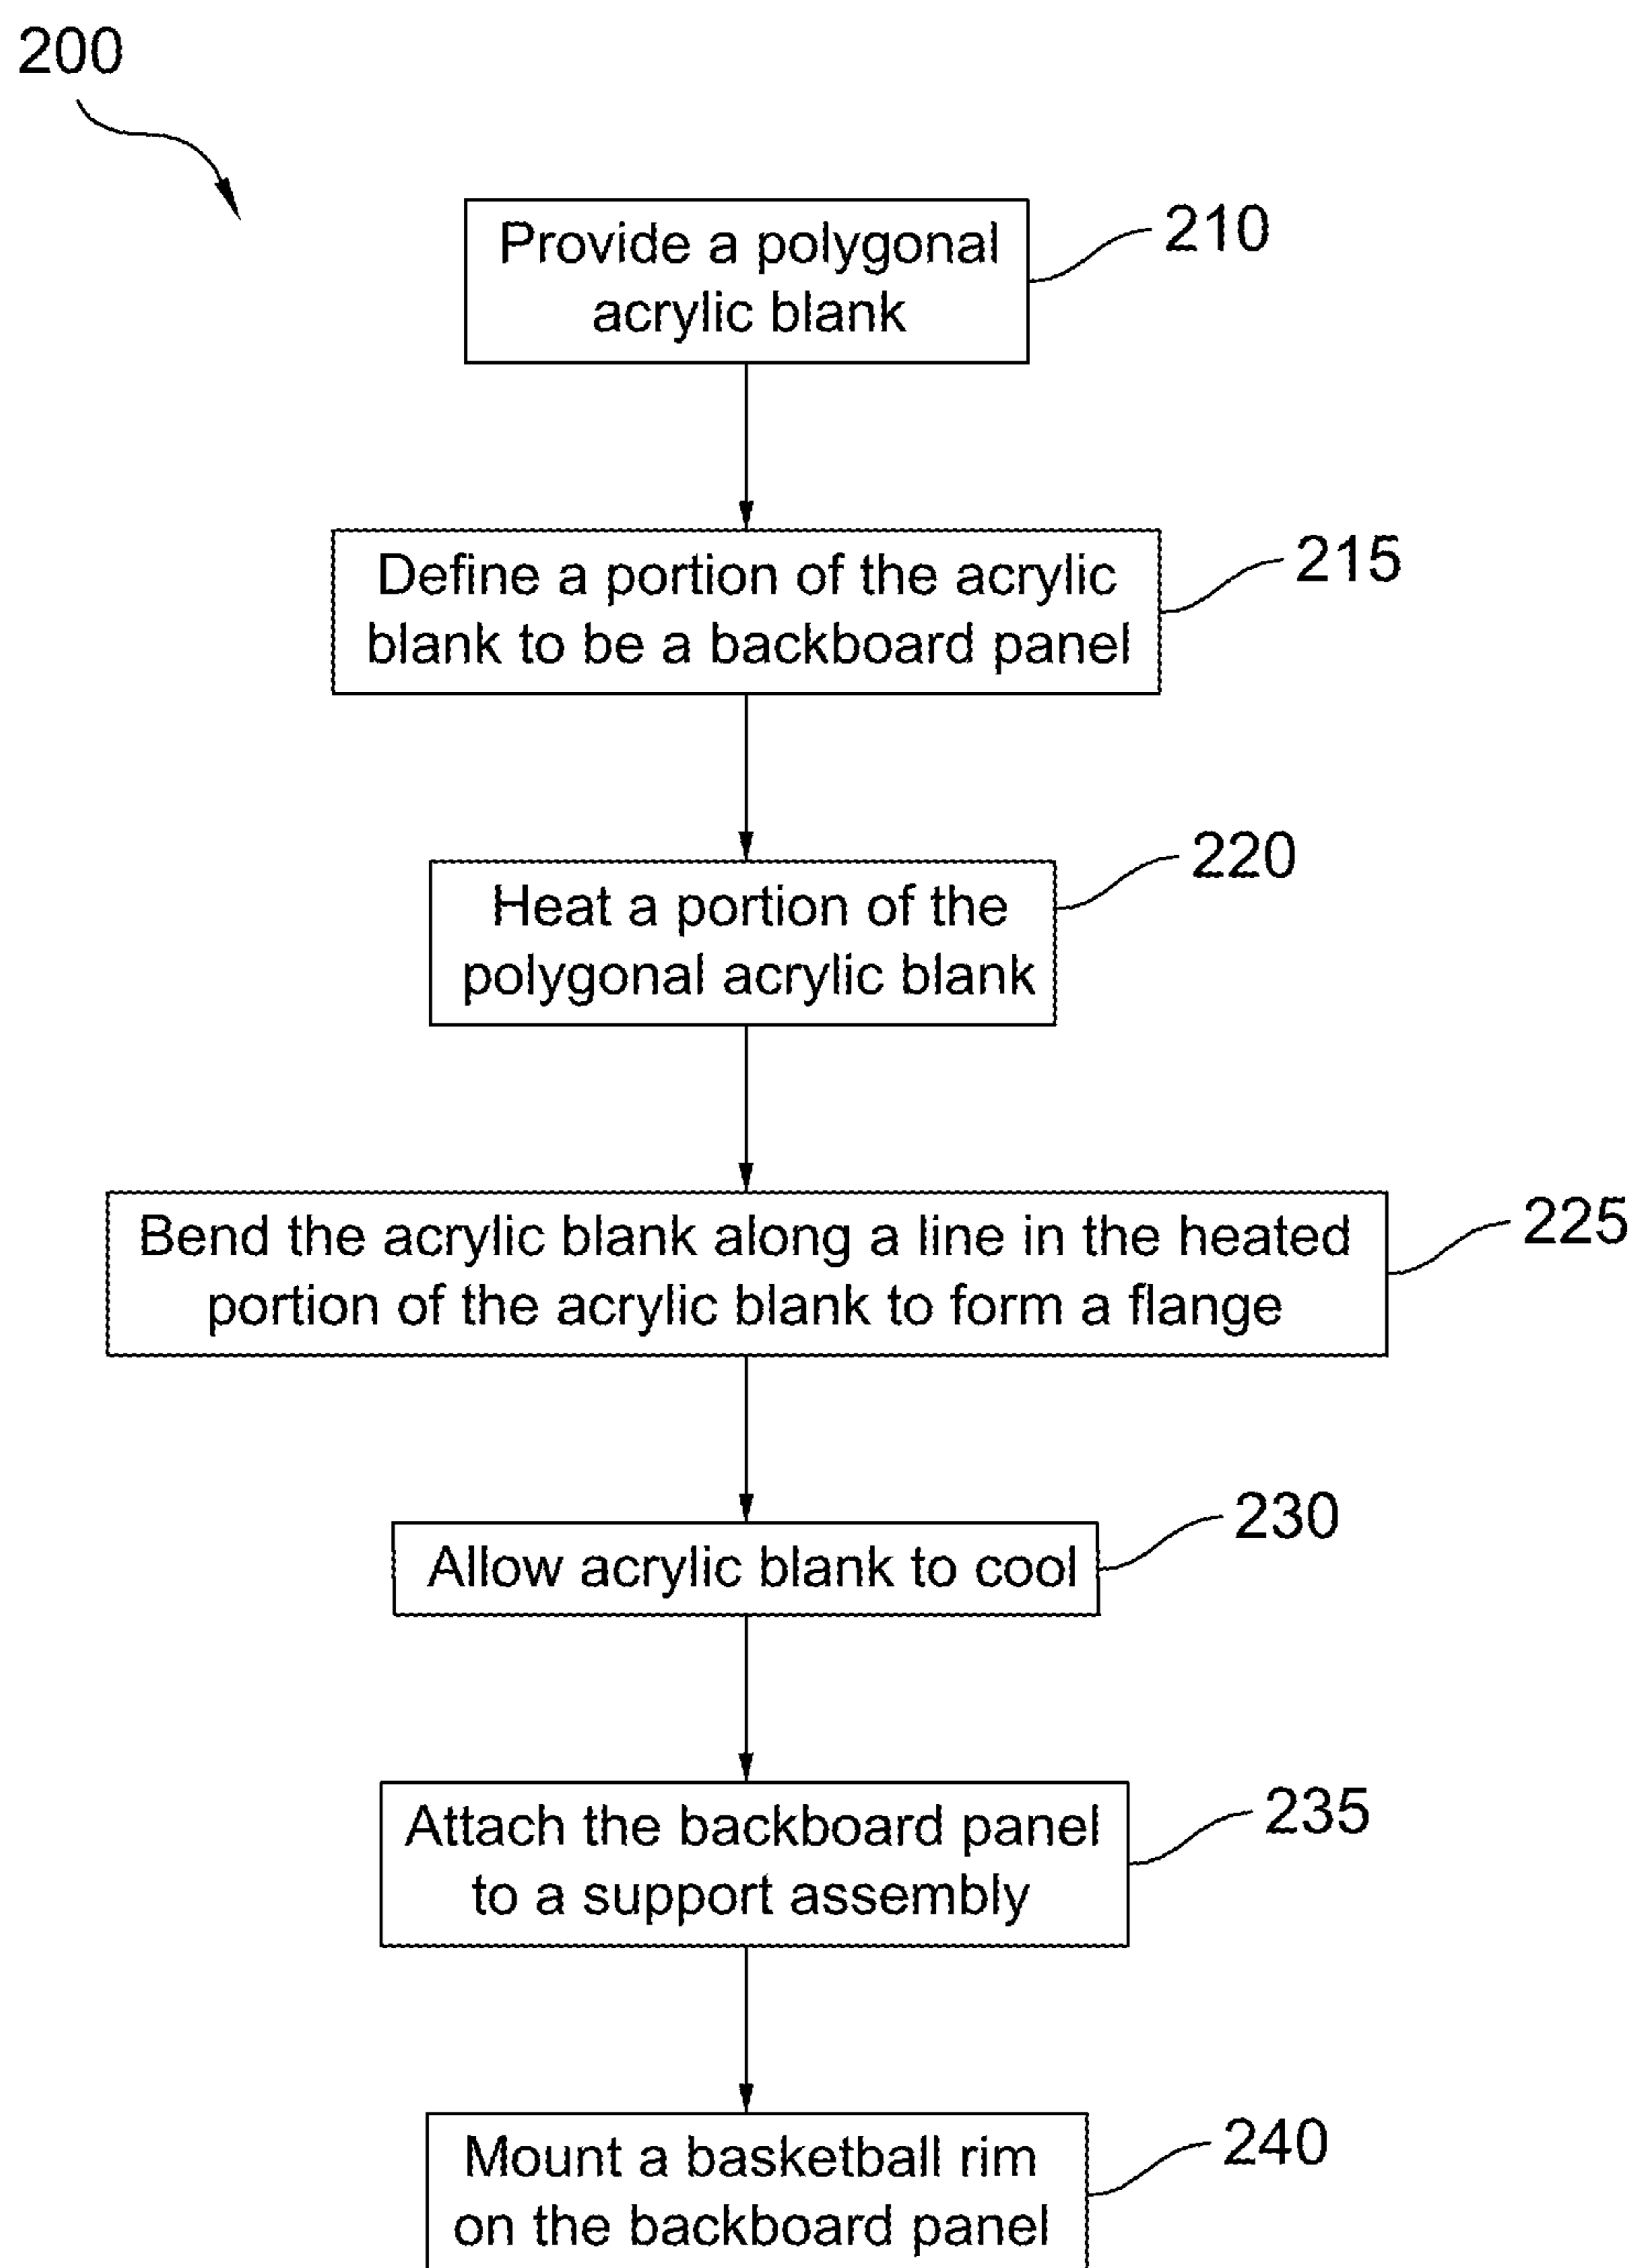 200
Provide a polygonal
acrylic blank
210
Define a portion of the acrylic
blank to be a backboard panel
215
Heat a portion of the
polygonal acrylic blank
220
Bend the acrylic blank along a line in the heated
portion of the acrylic blank to form a flange
225
Allow acrylic blank to cool
230
Attach the backboard panel
to a support assembly
235
Mount a basketball rim
on the backboard panel
240